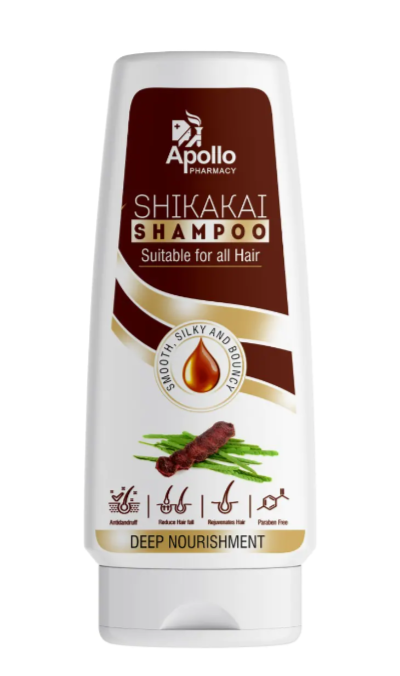 Apollo
PHARMACY
SHIKAKAI
SHAMPOO
Suitable for all Hair
SMOOTH, SILKY AND BOUNCY
Antidandruff
Reduce Hair fall
Rejuvenates Hair
Paraben Free
DEEP NOURISHMENT